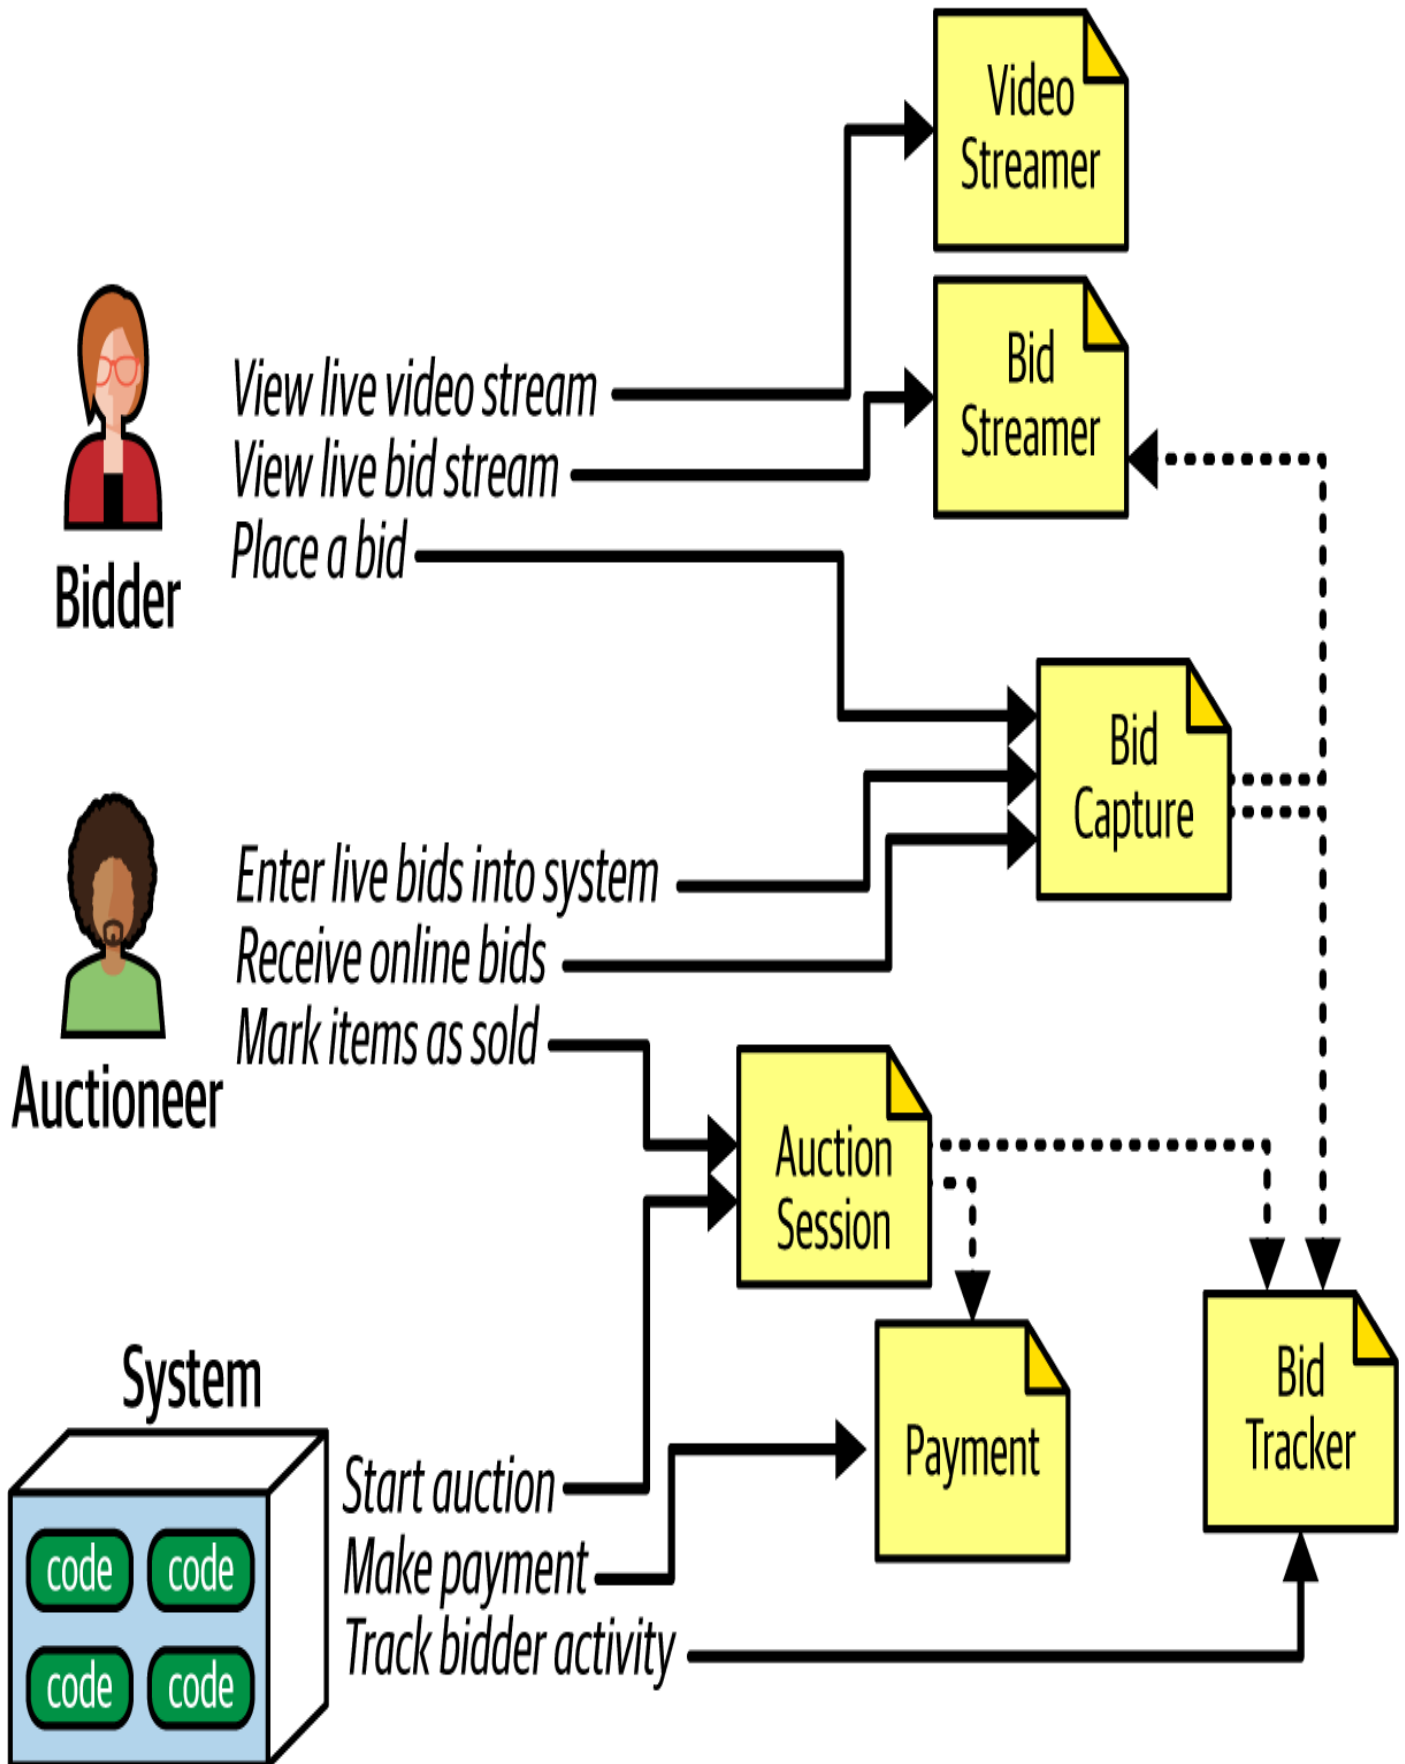 Video
Streamer
Bid
Streamer
View live video stream
View live bid stream
Place a bid
Bidder
Bid
Capture
Enter live bids into system
Receive online bids
Mark items as sold
Auctioneer
Auction
Session
System
Payment
Bid
Tracker
Start auction
Make payment
Track bidder activity
code code
code code